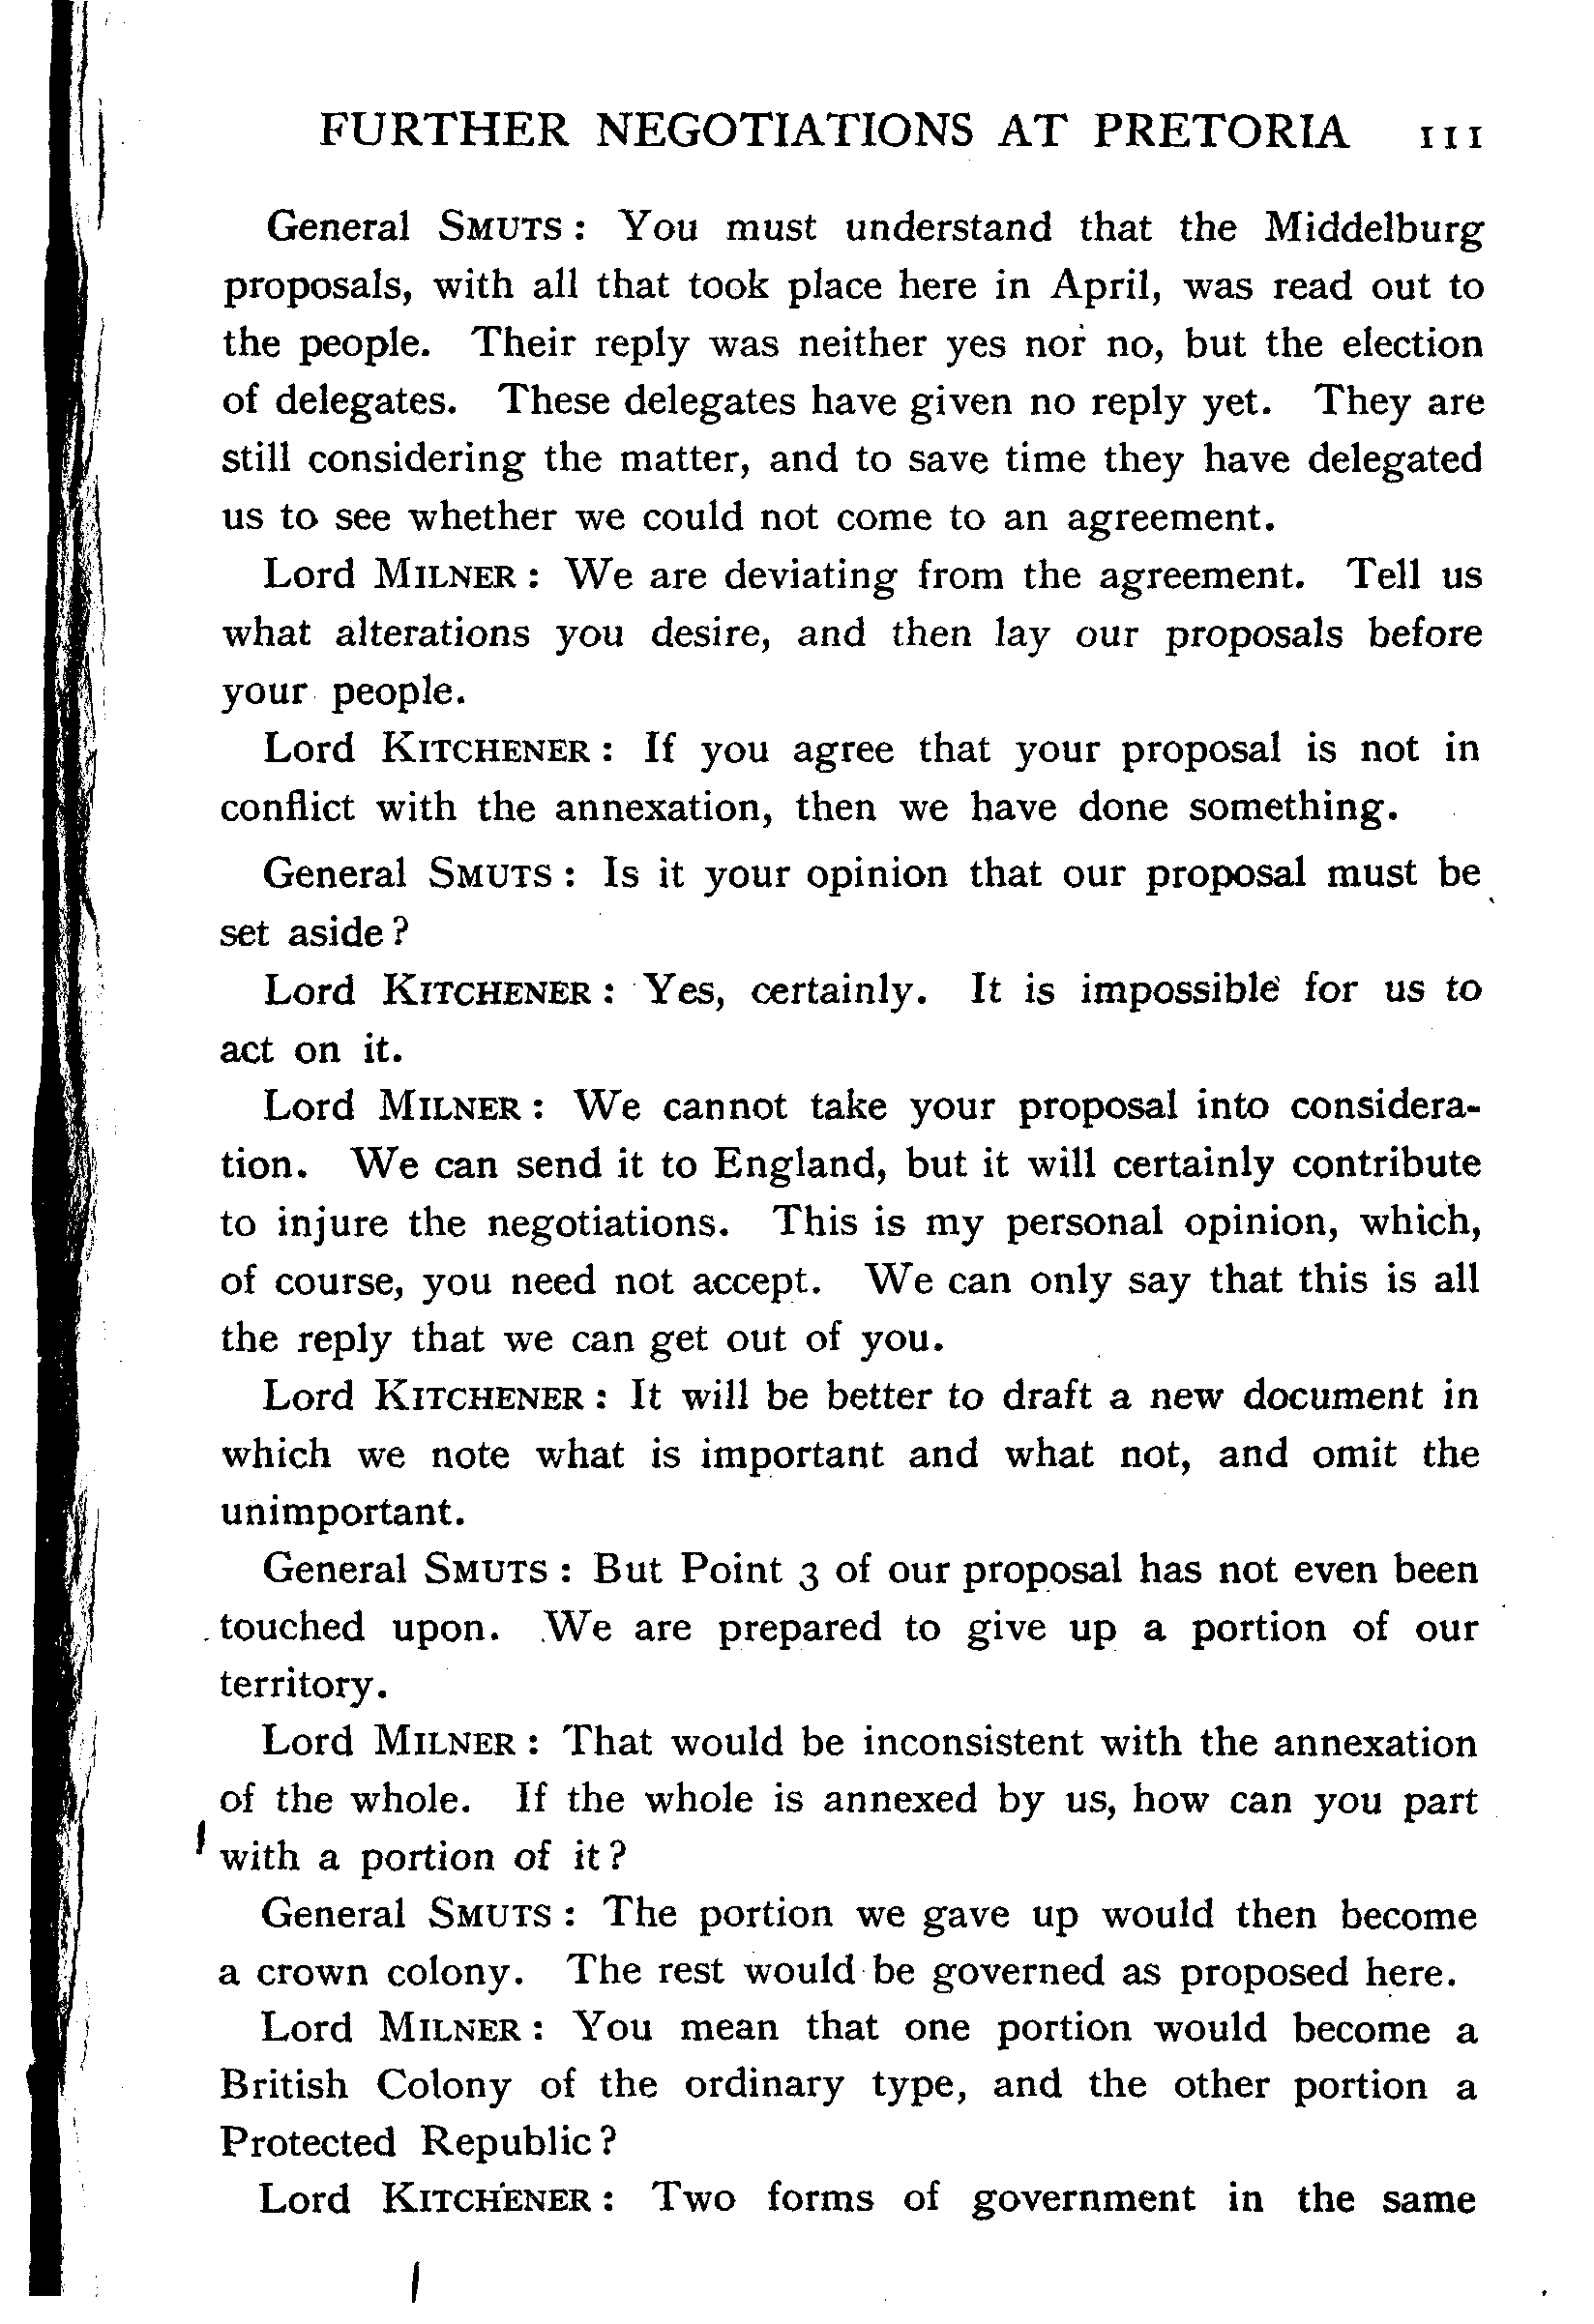 FURTHER NEGOTIATIONS AT PRETORIA 111
General SMUTS : You must understand that the Middelburg
proposals, with all that took place here in April, was read out to
the people. Their reply was neither yes nor no, but the election
of delegates. These delegates have given no reply yet. They are
still considering the matter, and to save time they have delegated
us to see whether we could not come to an agreement.
Lord MILNER : We are deviating from the agreement. Tell us
what alterations you desire, and then lay our proposals before
your people.
Lord KITCHENER : If you agree that your proposal is not in
conflict with the annexation, then we have done something.
General SMUTS : Is it your opinion that our proposal must be
set aside ?
Lord KITCHENER : Yes, certainly. It is impossible for us to
act on it.
Lord MILNER : We cannot take your proposal into considera-
tion. We can send it to England, but it will certainly contribute
to injure the negotiations. This is my personal opinion, which,
of course, you need not accept. We can only say that this is all
the reply that we can get out of you.
Lord KITCHENER : It will be better to draft a new document in
which we note what is important and what not, and omit the
unimportant.
General SMUTS : But Point 3 of our proposal has not even been
touched upon. We are prepared to give up a portion of our
territory.
Lord MILNER : That would be inconsistent with the annexation
of the whole. If the whole is annexed by us, how can you part
with a portion of it ?
General SMUTS : The portion we gave up would then become
a crown colony. The rest would be governed as proposed here.
Lord MILNER : You mean that one portion would become a
British Colony of the ordinary type, and the other portion a
Protected Republic ?
Lord KITCHENER : Two forms of government in the same